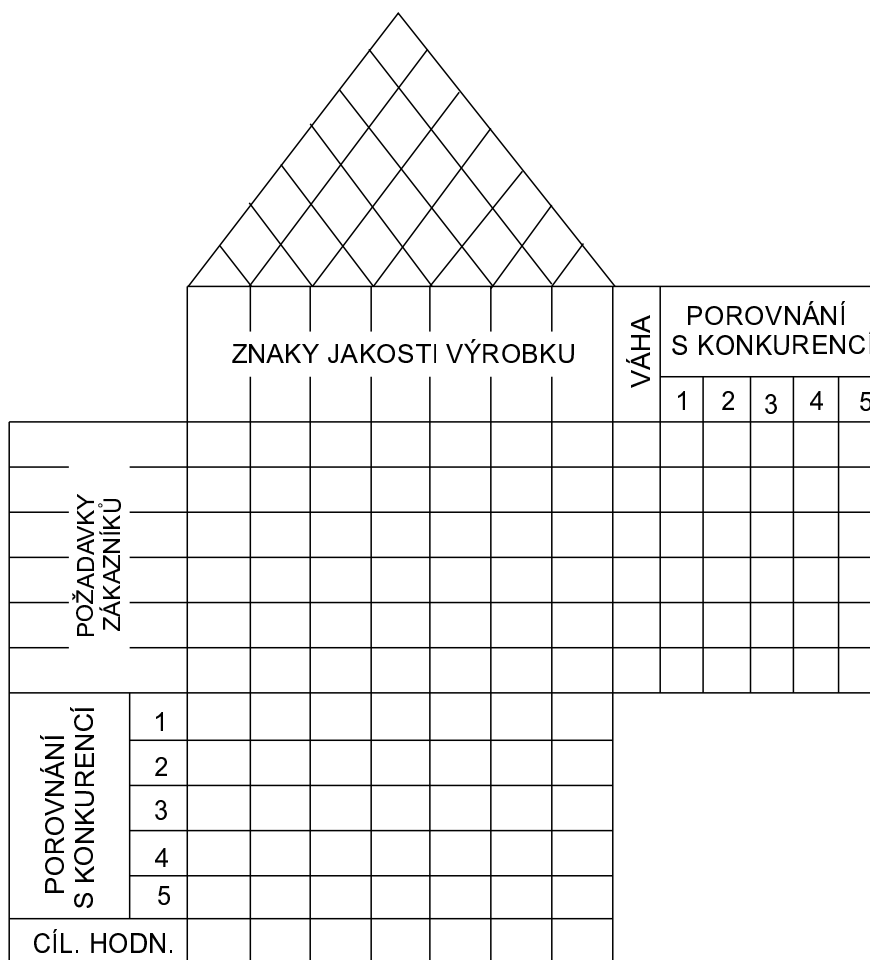 ZNAKY JAKOSTI VÝROBKU
VÁHA
POROVNÁNÍ
S KONKURENCÍ
1 2 3 4 5
POŽADAVKY
ZÁKAZNÍKŮ
POROVNÁNÍ
S KONKURENCÍ
1
2
3
4
5
CÍL. HODN.